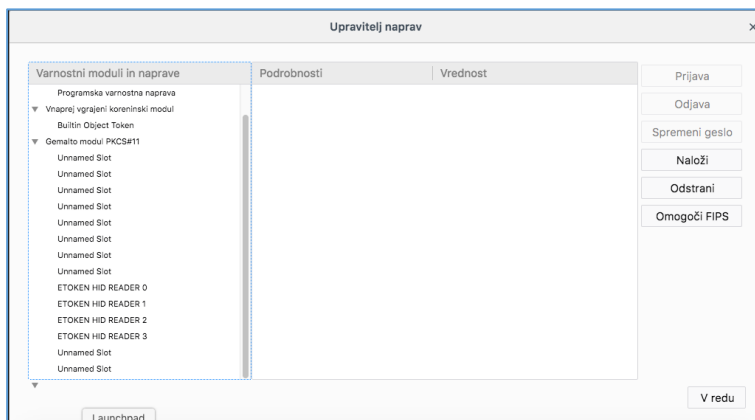 Upravitelj naprav
Varnostni moduli in naprave
Podrobnosti
Vrednost
Programska varnostna naprava
Vnaprej vgrajeni koreninski modul
Builtin Object Token
Gemalto modul PKCS#11
Unnamed Slot
Unnamed Slot
Unnamed Slot
Unnamed Slot
Unnamed Slot
Unnamed Slot
Unnamed Slot
Unnamed Slot
ETOKEN HID READER 0
ETOKEN HID READER 1
ETOKEN HID READER 2
ETOKEN HID READER 3
Unnamed Slot
Unnamed Slot
Prijava
Odjava
Spremeni geslo
Naloži
Odstrani
Omogoči FIPS
V redu
Launchpad